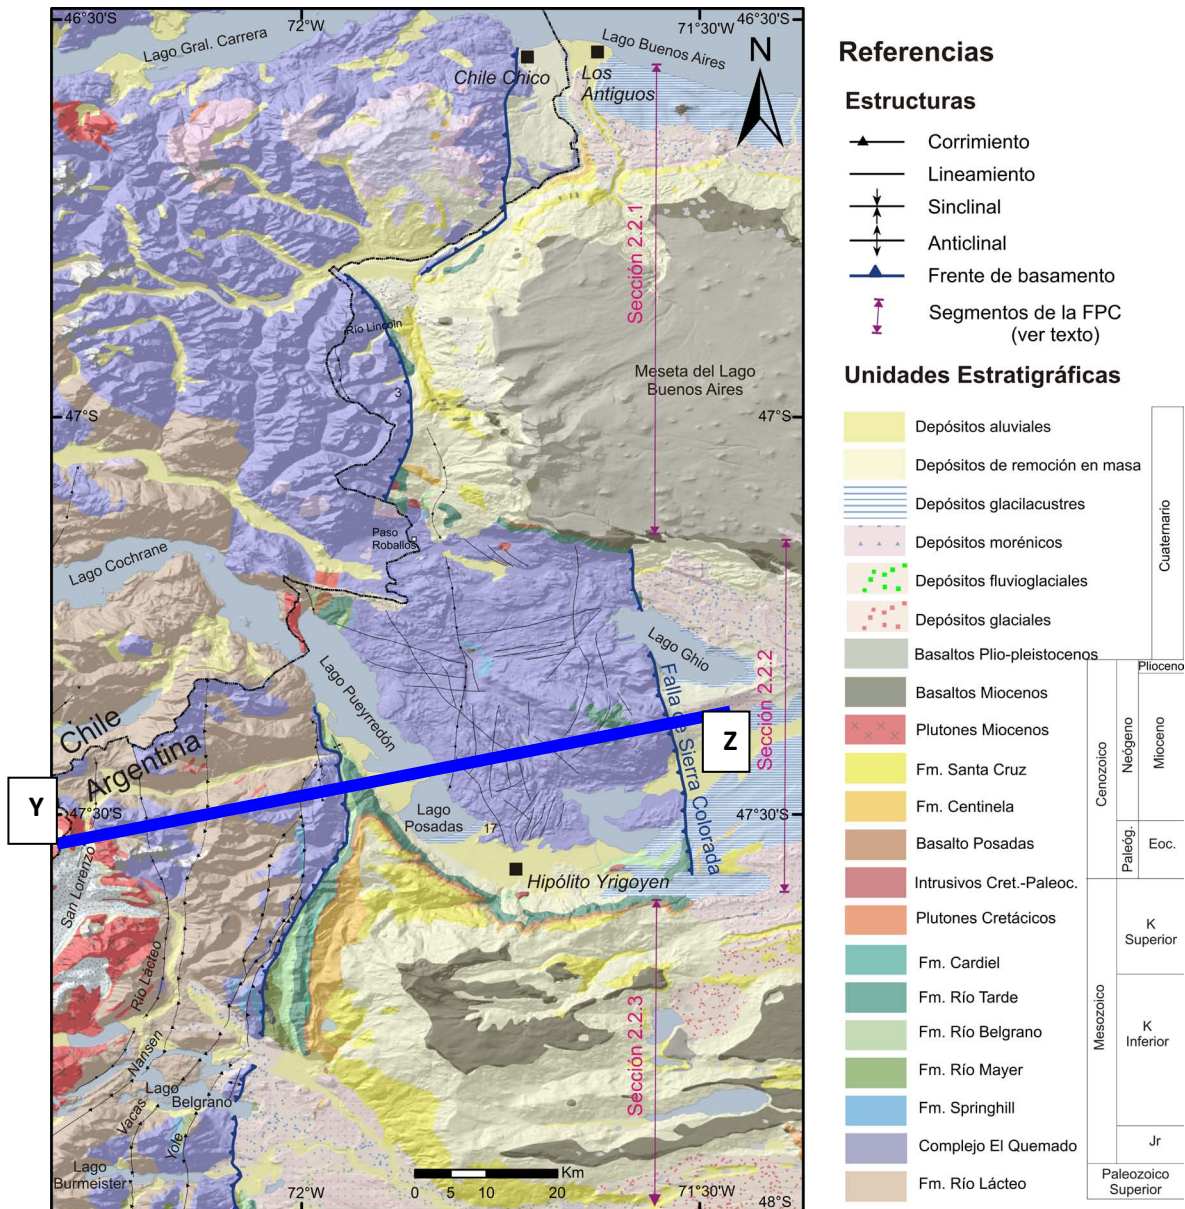 46°30'S
72°W
71°30'W
46°30'S
Lago Gral. Carrera
Lago Buenos Aires
Chile Chico
Los
Antiguos
N
Sección 2.2.1
Río Lincoln
3
Meseta del Lago
Buenos Aires
47°S
47°S
Paso
Roballos
Lago Cochrane
Lago Pueyrredón
Lago Ghio
Falla de Sierra Colorada
Sección 2.2.2
Chile
Argentina
Y
Z
47°30'S
47°30'S
Lago
Posadas
17
Hipólito Yrigoyen
San Lorenzo
Río Lácteo
Nansen
Lago
Belgrano
Vacas
Yole
Lago
Burmeister
Sección 2.2.3
Km
0
5
10
20
72°W
71°30'W
48°S
Referencias
Estructuras
Corrimiento
Lineamiento
Sinclinal
Anticlinal
Frente de basamento
Segmentos de la FPC
(ver texto)
Unidades Estratigráficas
Depósitos aluviales
Depósitos de remoción en masa
Depósitos glacilacustres
Depósitos morénicos
Depósitos fluvioglaciales
Depósitos glaciales
Basaltos Plio-pleistocenos
Basaltos Miocenos
Plutones Miocenos
Fm. Santa Cruz
Fm. Centinela
Basalto Posadas
Intrusivos Cret.-Paleoc.
Plutones Cretácicos
Fm. Cardiel
Fm. Río Tarde
Fm. Río Belgrano
Fm. Río Mayer
Fm. Springhill
Complejo El Quemado
Fm. Río Lácteo
Cuaternario
Plioceno
Cenozoico
Neógeno
Mioceno
Paleóg.
Eoc.
Mesozoico
K
Superior
K
Inferior
Jr
Paleozoico
Superior